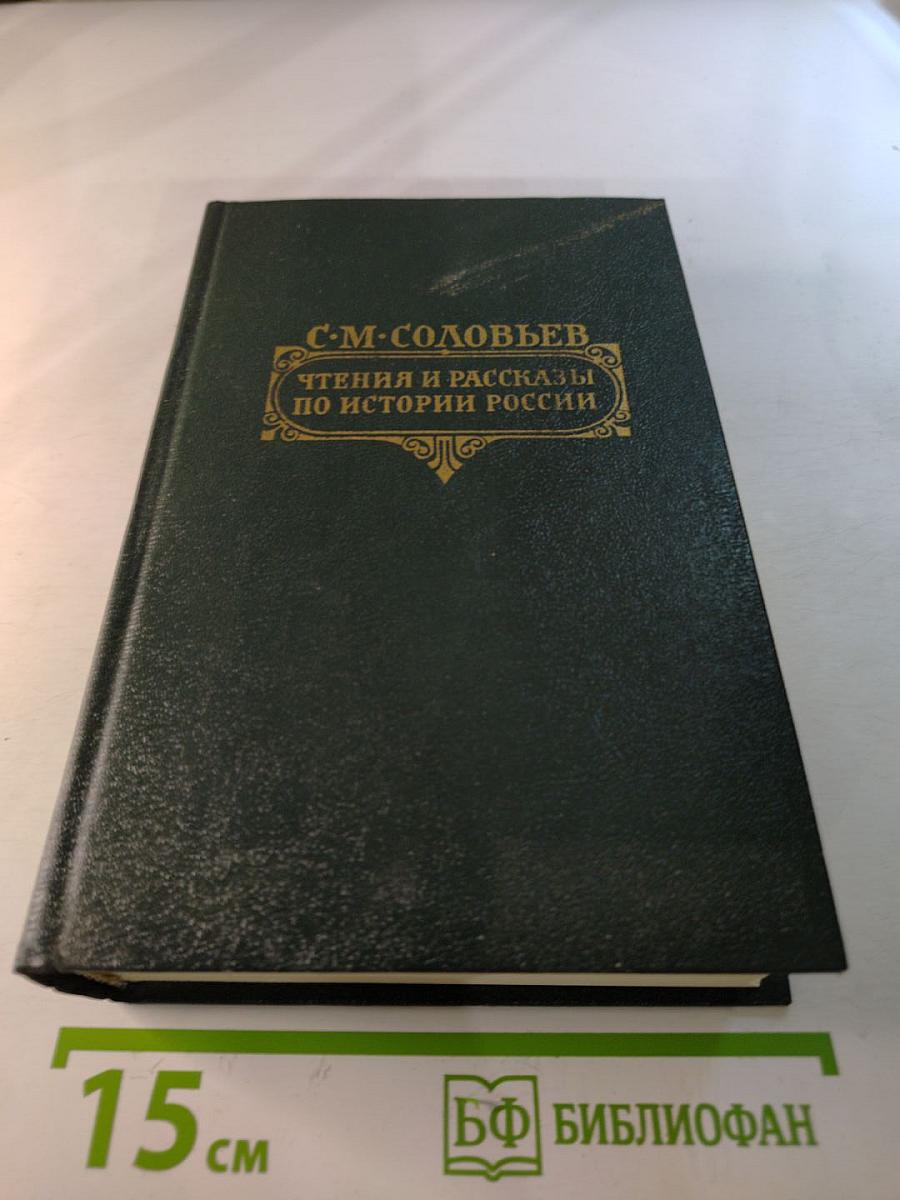 С·М·СОЛОВЬЕВ
ЧТЕНИЯ И РАССКАЗЫ
ПО ИСТОРИИ РОССИИ
15 см
БФ БИБЛИОФАН